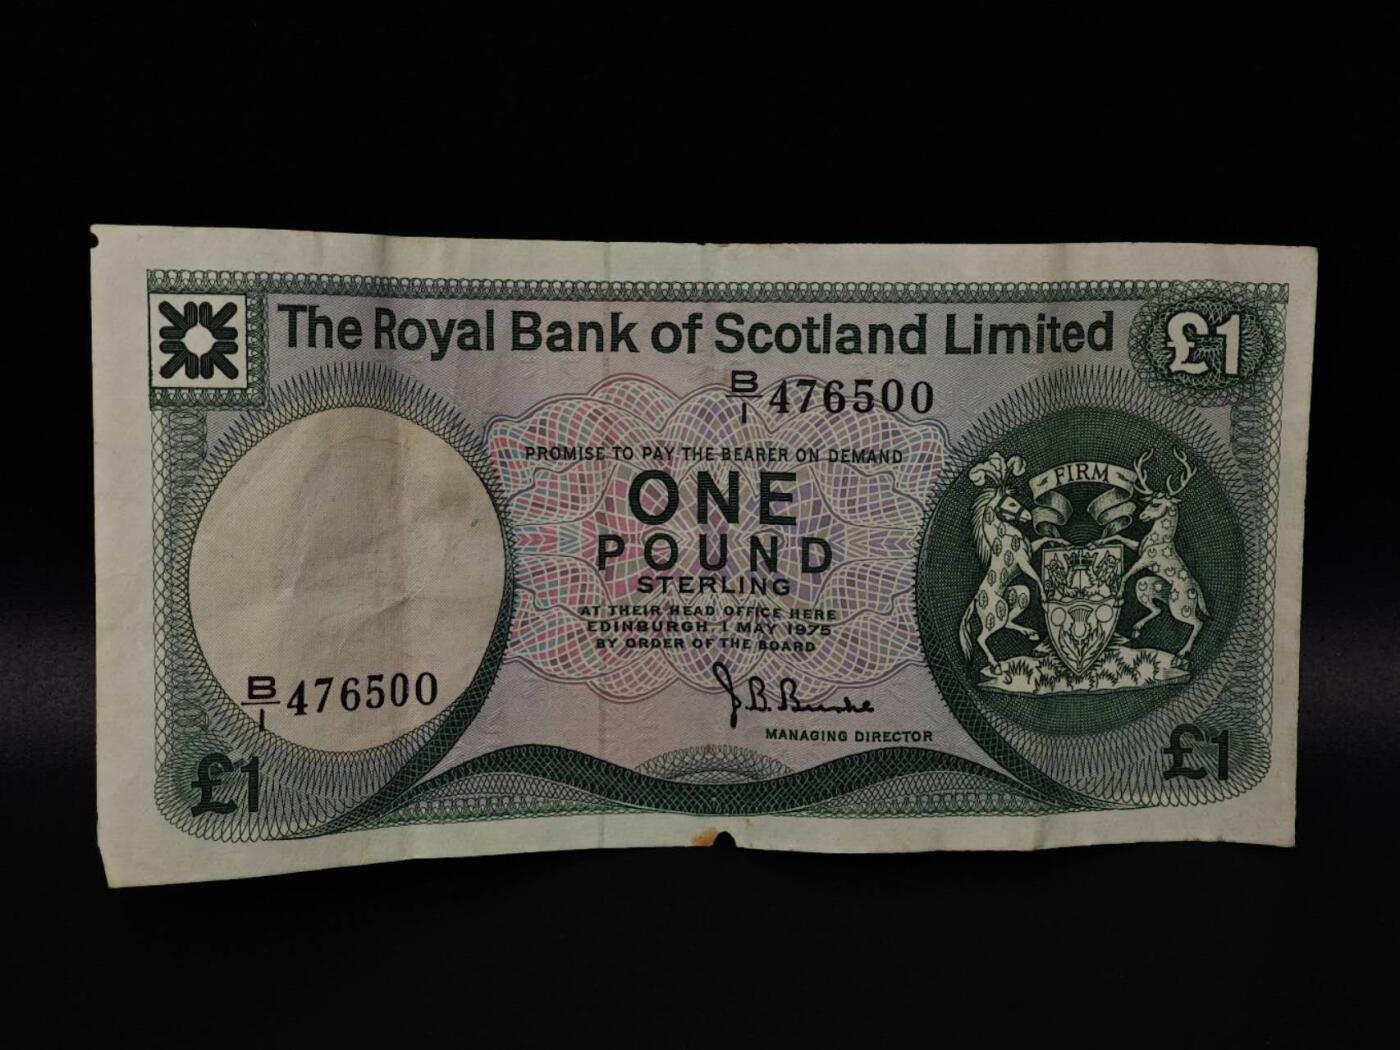 The Royal Bank of Scotland Limited
£1
B/1 476500
FIRM
PROMISE TO PAY THE BEARER ON DEMAND
ONE
POUND
STERLING
AT THEIR HEAD OFFICE HERE
EDINBURGH, 1 MAY 1975
BY ORDER OF THE BOARD
B/1 476500
J.B. Burke
MANAGING DIRECTOR
£1
£1